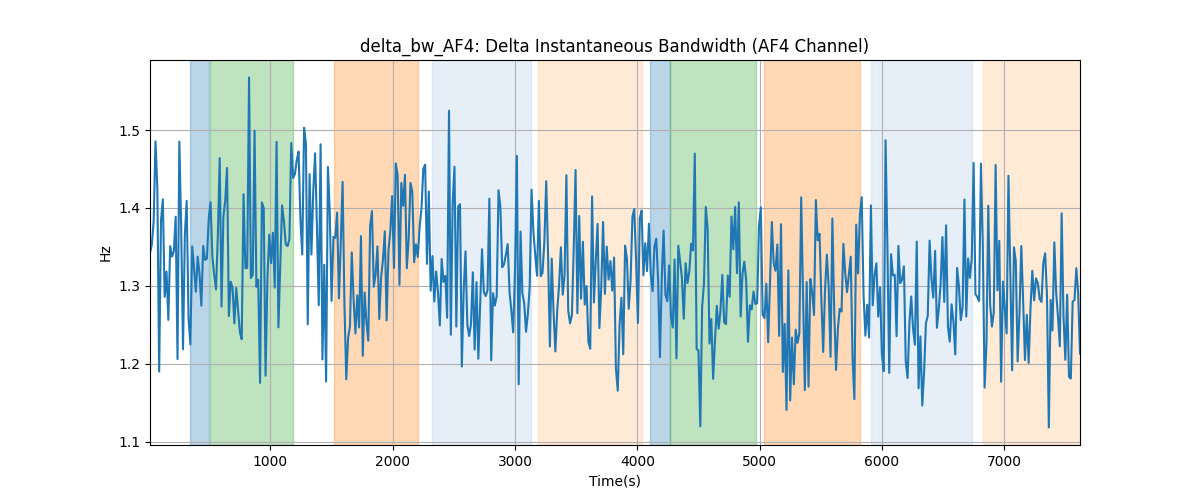 delta_bw_AF4: Delta Instantaneous Bandwidth (AF4 Channel)
Hz
1.5
1.4
1.3
1.2
1.1
1000 2000 3000 4000 5000 6000 7000
Time(s)